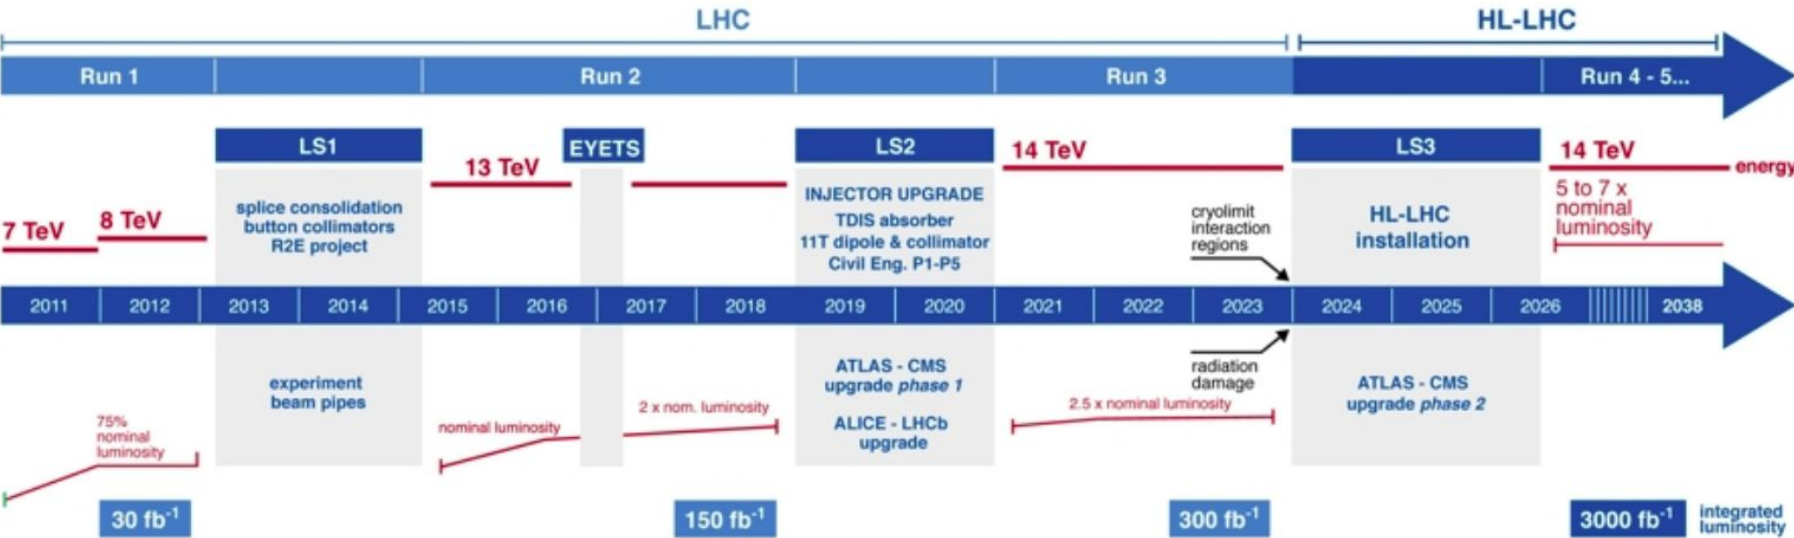 LHC
HL-LHC
Run 1
Run 2
Run 3
Run 4 - 5...
LS1
EYETS
LS2
LS3
13 TeV
14 TeV
14 TeV
energy
7 TeV
8 TeV
splice consolidation
button collimators
R2E project
INJECTOR UPGRADE
TDIS absorber
11T dipole & collimator
Civil Eng. P1-P5
cryolimit
interaction
regions
HL-LHC
installation
5 to 7 x
nominal
luminosity
2011
2012
2013
2014
2015
2016
2017
2018
2019
2020
2021
2022
2023
2024
2025
2026
2038
75%
nominal
luminosity
experiment
beam pipes
nominal luminosity
2 x nom. luminosity
ATLAS - CMS
upgrade phase 1
ALICE - LHCb
upgrade
radiation
damage
2.5 x nominal luminosity
ATLAS - CMS
upgrade phase 2
30 fb⁻¹
150 fb⁻¹
300 fb⁻¹
3000 fb⁻¹
integrated
luminosity